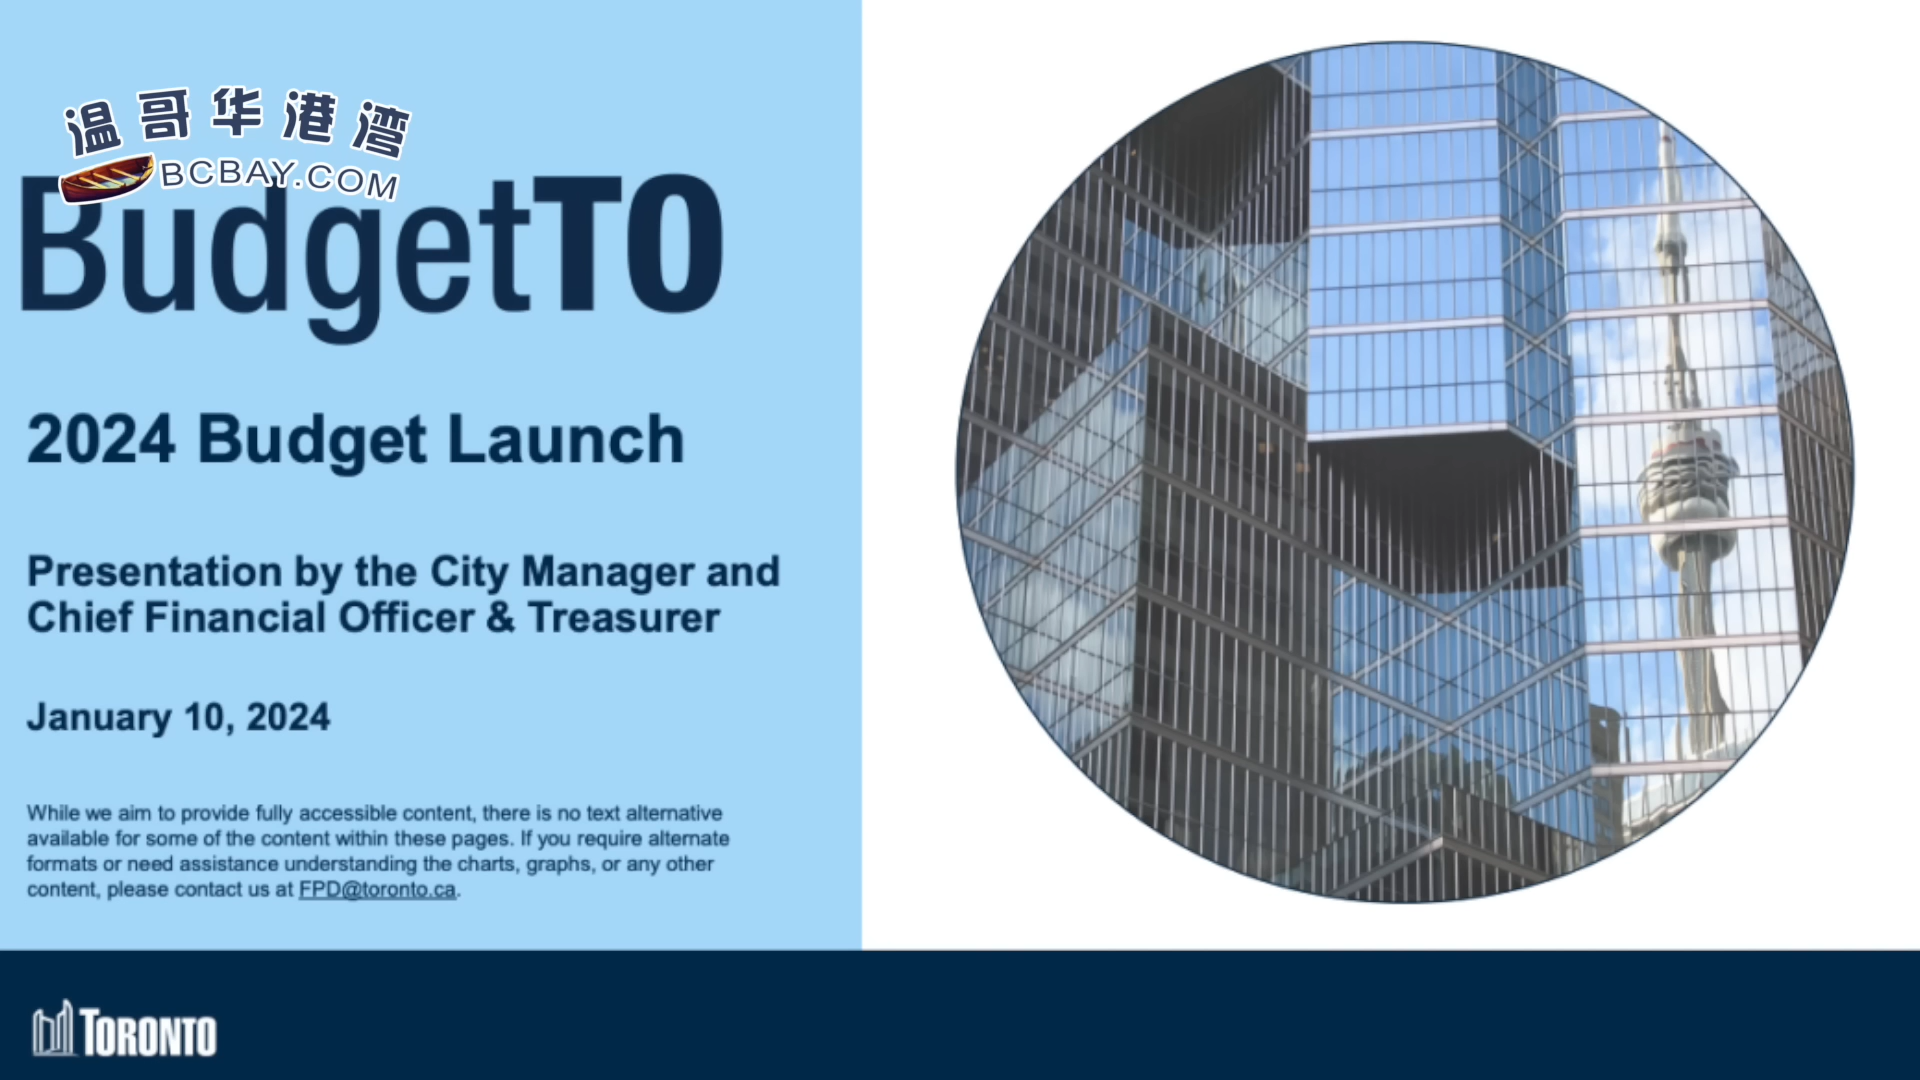 温哥华港湾
BCBAY.COM
BudgetTO
2024 Budget Launch
Presentation by the City Manager and
Chief Financial Officer & Treasurer
January 10, 2024
While we aim to provide fully accessible content, there is no text alternative
available for some of the content within these pages. If you require alternate
formats or need assistance understanding the charts, graphs, or any other
content, please contact us at FPD@toronto.ca.
TORONTO